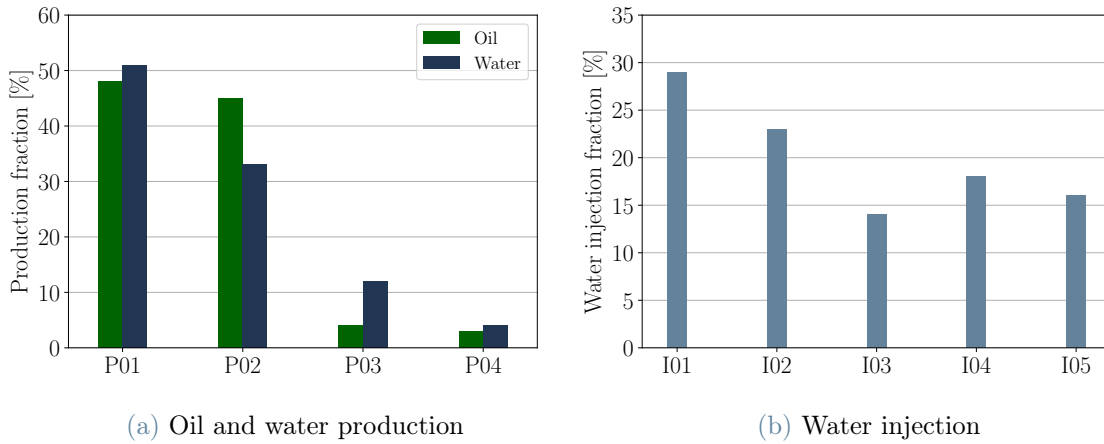 Production fraction [%]
60
50
40
30
20
10
0
Oil
Water
P01 P02 P03 P04
(a) Oil and water production
Water injection fraction [%]
35
30
25
20
15
10
5
0
I01 I02 I03 I04 I05
(b) Water injection